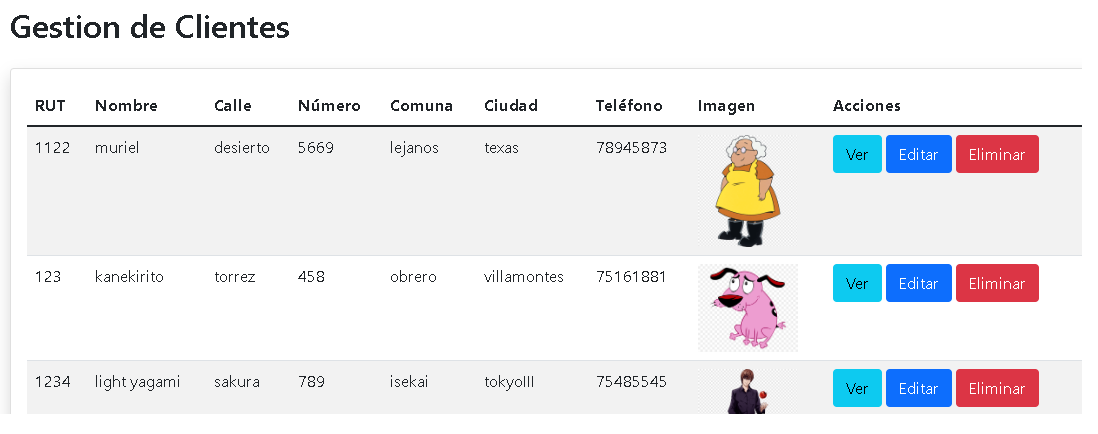 Gestion de Clientes
RUT Nombre Calle Número Comuna Ciudad Teléfono Imagen Acciones
1122 muriel desierto 5669 lejanos texas 78945873 Ver Editar Eliminar
123 kanekirito torrez 458 obrero villamontes 75161881 Ver Editar Eliminar
1234 light yagami sakura 789 isekai tokyolll 75485545 Ver Editar Eliminar